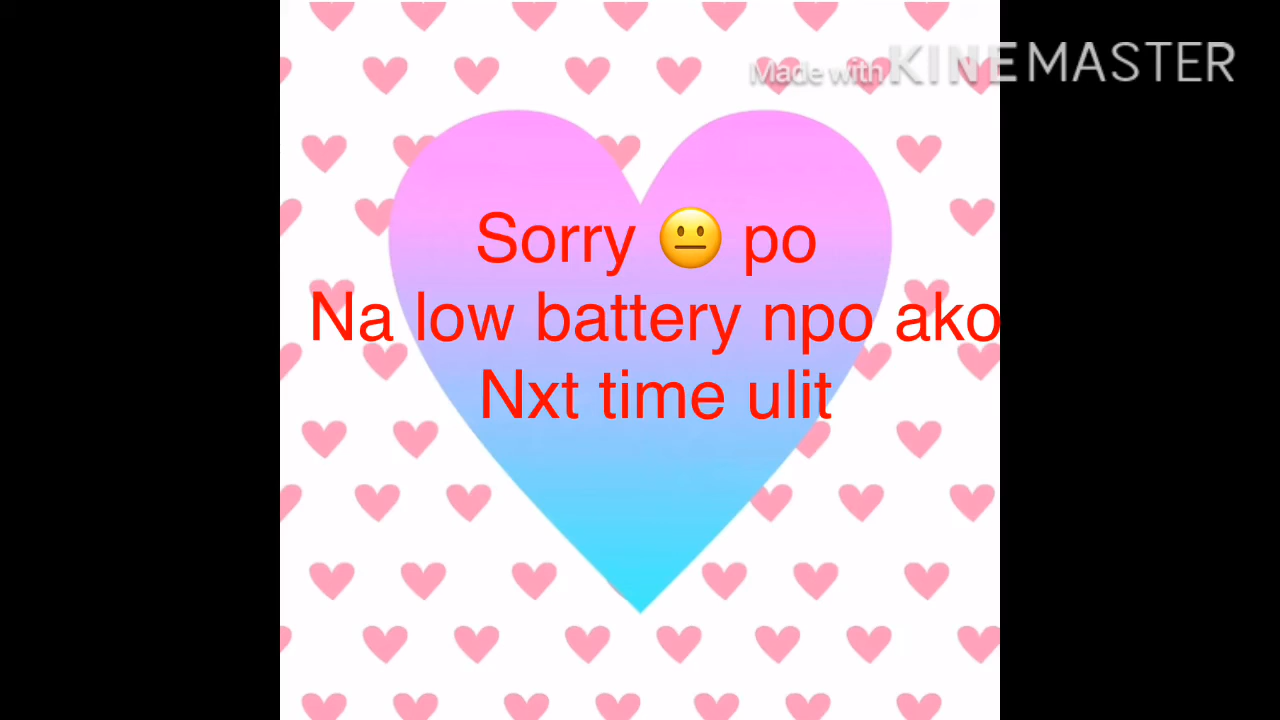 Made with KINEMASTER
Sorry 😐 po
Na low battery npo ako
Nxt time ulit